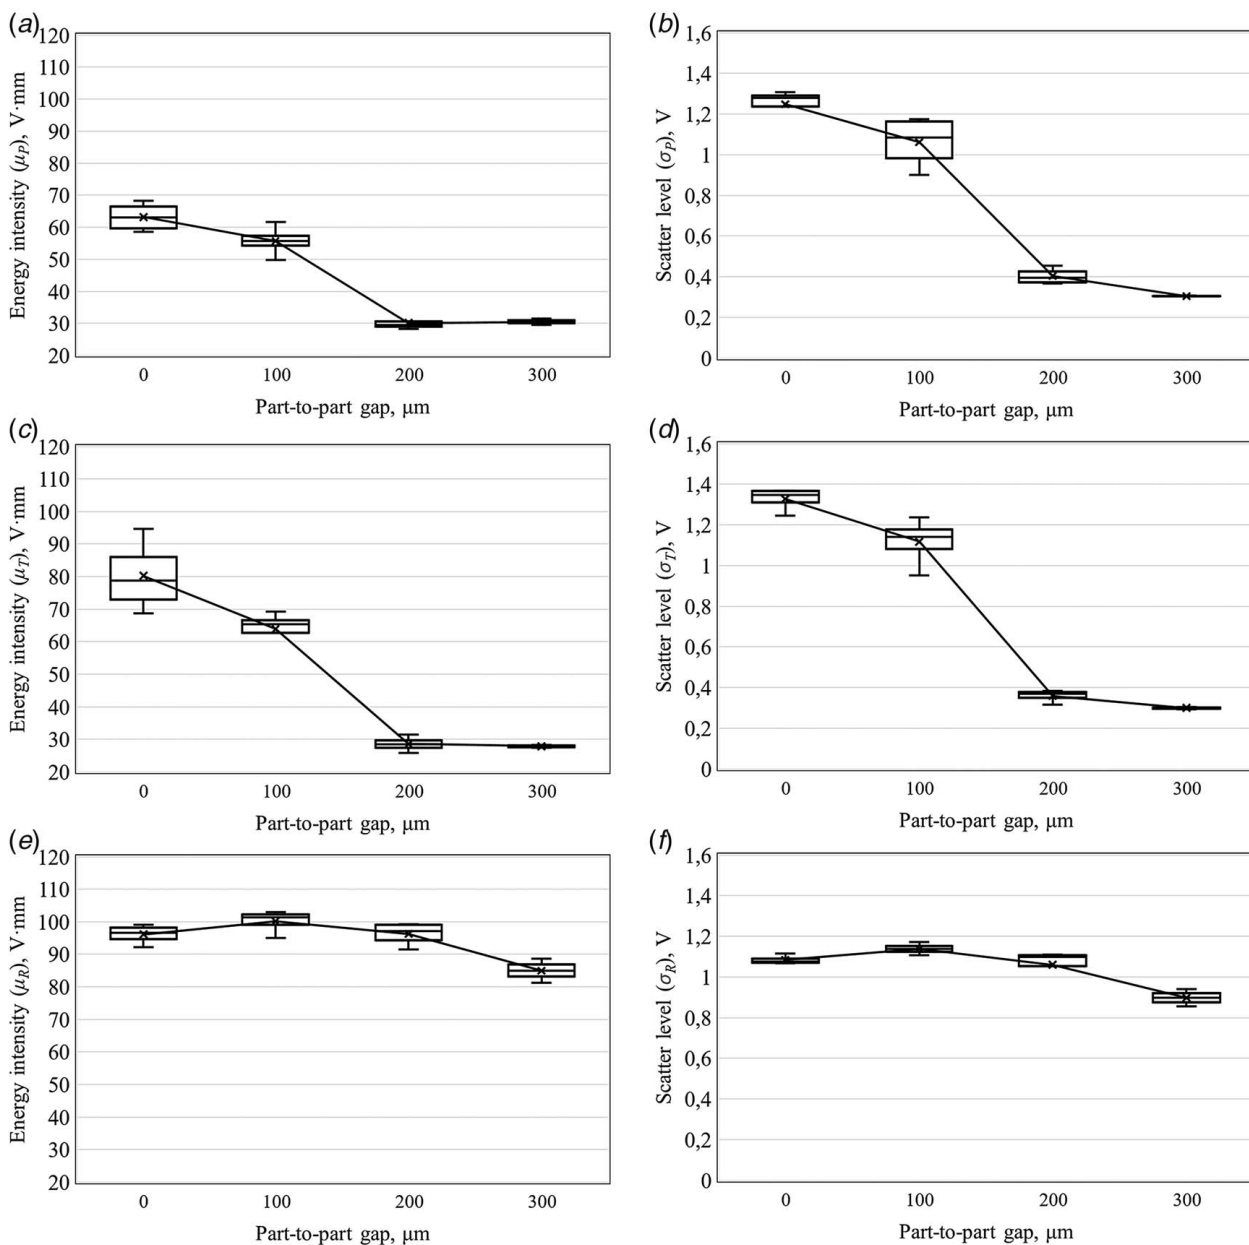 (a)
120
100
90
80
70
60
50
40
30
20
Energy intensity (μP), V·mm
0 100 200 300
Part-to-part gap, μm
(b)
1,6
1,4
1,2
1
0,8
0,6
0,4
0,2
0
Scatter level (σP), V
0 100 200 300
Part-to-part gap, μm
(c)
120
110
100
90
80
70
60
50
40
30
20
Energy intensity (μT), V·mm
0 100 200 300
Part-to-part gap, μm
(d)
1,6
1,4
1,2
1
0,8
0,6
0,4
0,2
0
Scatter level (σT), V
0 100 200 300
Part-to-part gap, μm
(e)
120
110
100
90
80
70
60
50
40
30
20
Energy intensity (μR), V·mm
0 100 200 300
Part-to-part gap, μm
(f)
1,6
1,4
1,2
1
0,8
0,6
0,4
0,2
0
Scatter level (σR), V
0 100 200 300
Part-to-part gap, μm